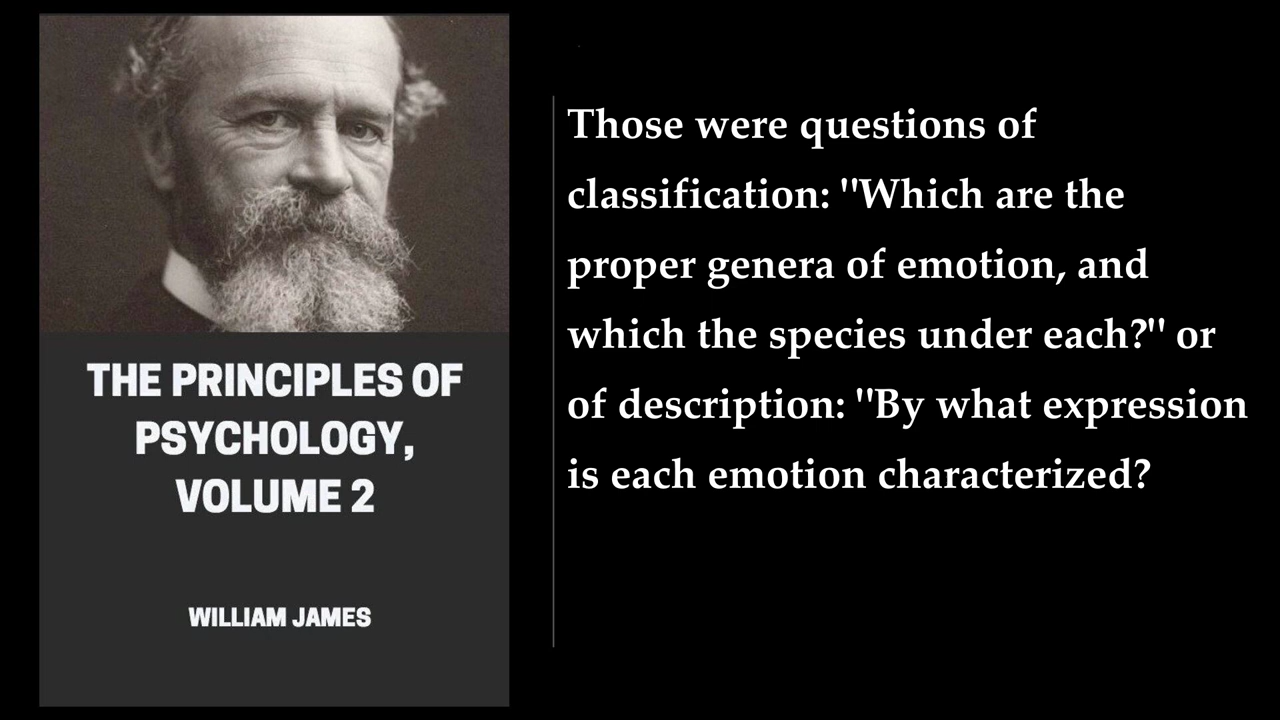 THE PRINCIPLES OF
PSYCHOLOGY,
VOLUME 2
WILLIAM JAMES
Those were questions of
classification: "Which are the
proper genera of emotion, and
which the species under each?" or
of description: "By what expression
is each emotion characterized?